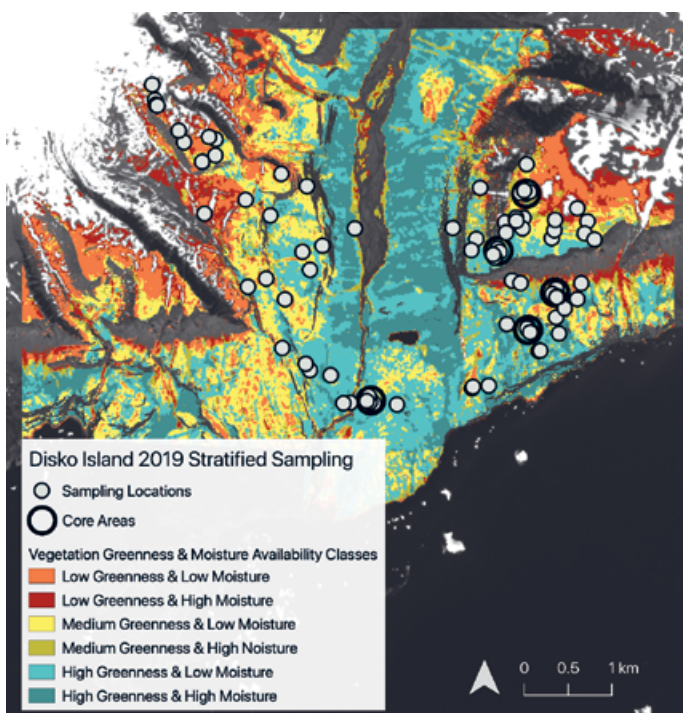 Disko Island 2019 Stratified Sampling
Sampling Locations
Core Areas
Vegetation Greenness & Moisture Availability Classes
Low Greenness & Low Moisture
Low Greenness & High Moisture
Medium Greenness & Low Moisture
Medium Greenness & High Noisture
High Greenness & Low Moisture
High Greenness & High Moisture
0 0.5 1 km